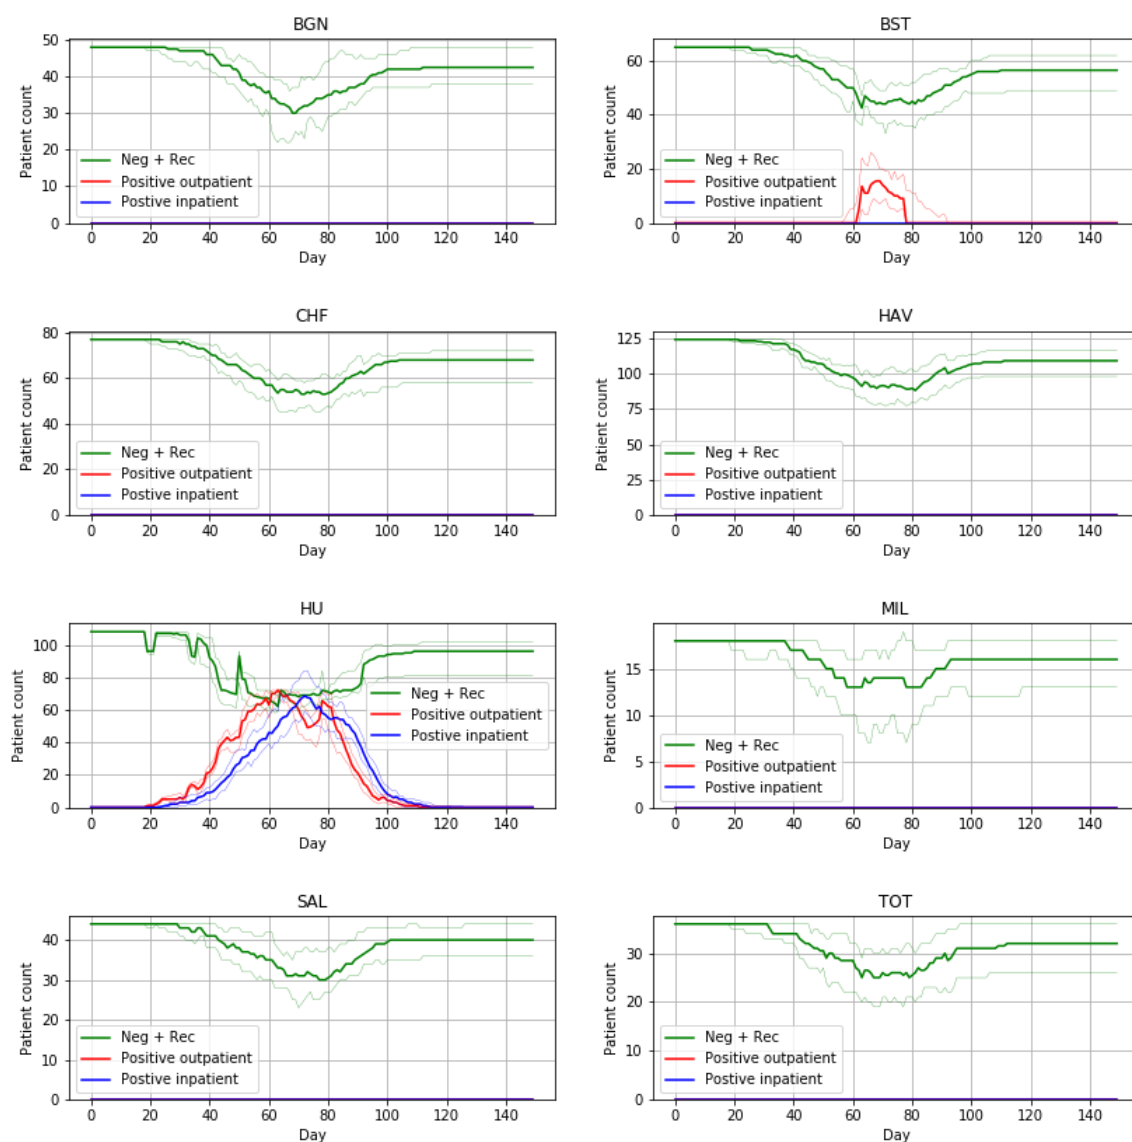 BGN
50
40
30
20
10
0
Patient count
Neg + Rec
Positive outpatient
Postive inpatient
0 20 40 60 80 100 120 140
Day
BST
60
40
20
0
Patient count
Neg + Rec
Positive outpatient
Postive inpatient
0 20 40 60 80 100 120 140
Day
CHF
80
60
40
20
0
Patient count
Neg + Rec
Positive outpatient
Postive inpatient
0 20 40 60 80 100 120 140
Day
HAV
125
100
75
50
25
0
Patient count
Neg + Rec
Positive outpatient
Postive inpatient
0 20 40 60 80 100 120 140
Day
HU
100
80
60
40
20
0
Patient count
Neg + Rec
Positive outpatient
Postive inpatient
0 20 40 60 80 100 120 140
Day
MIL
15
10
5
0
Patient count
Neg + Rec
Positive outpatient
Postive inpatient
0 20 40 60 80 100 120 140
Day
SAL
40
30
20
10
0
Patient count
Neg + Rec
Positive outpatient
Postive inpatient
0 20 40 60 80 100 120 140
Day
TOT
30
20
10
0
Patient count
Neg + Rec
Positive outpatient
Postive inpatient
0 20 40 60 80 100 120 140
Day